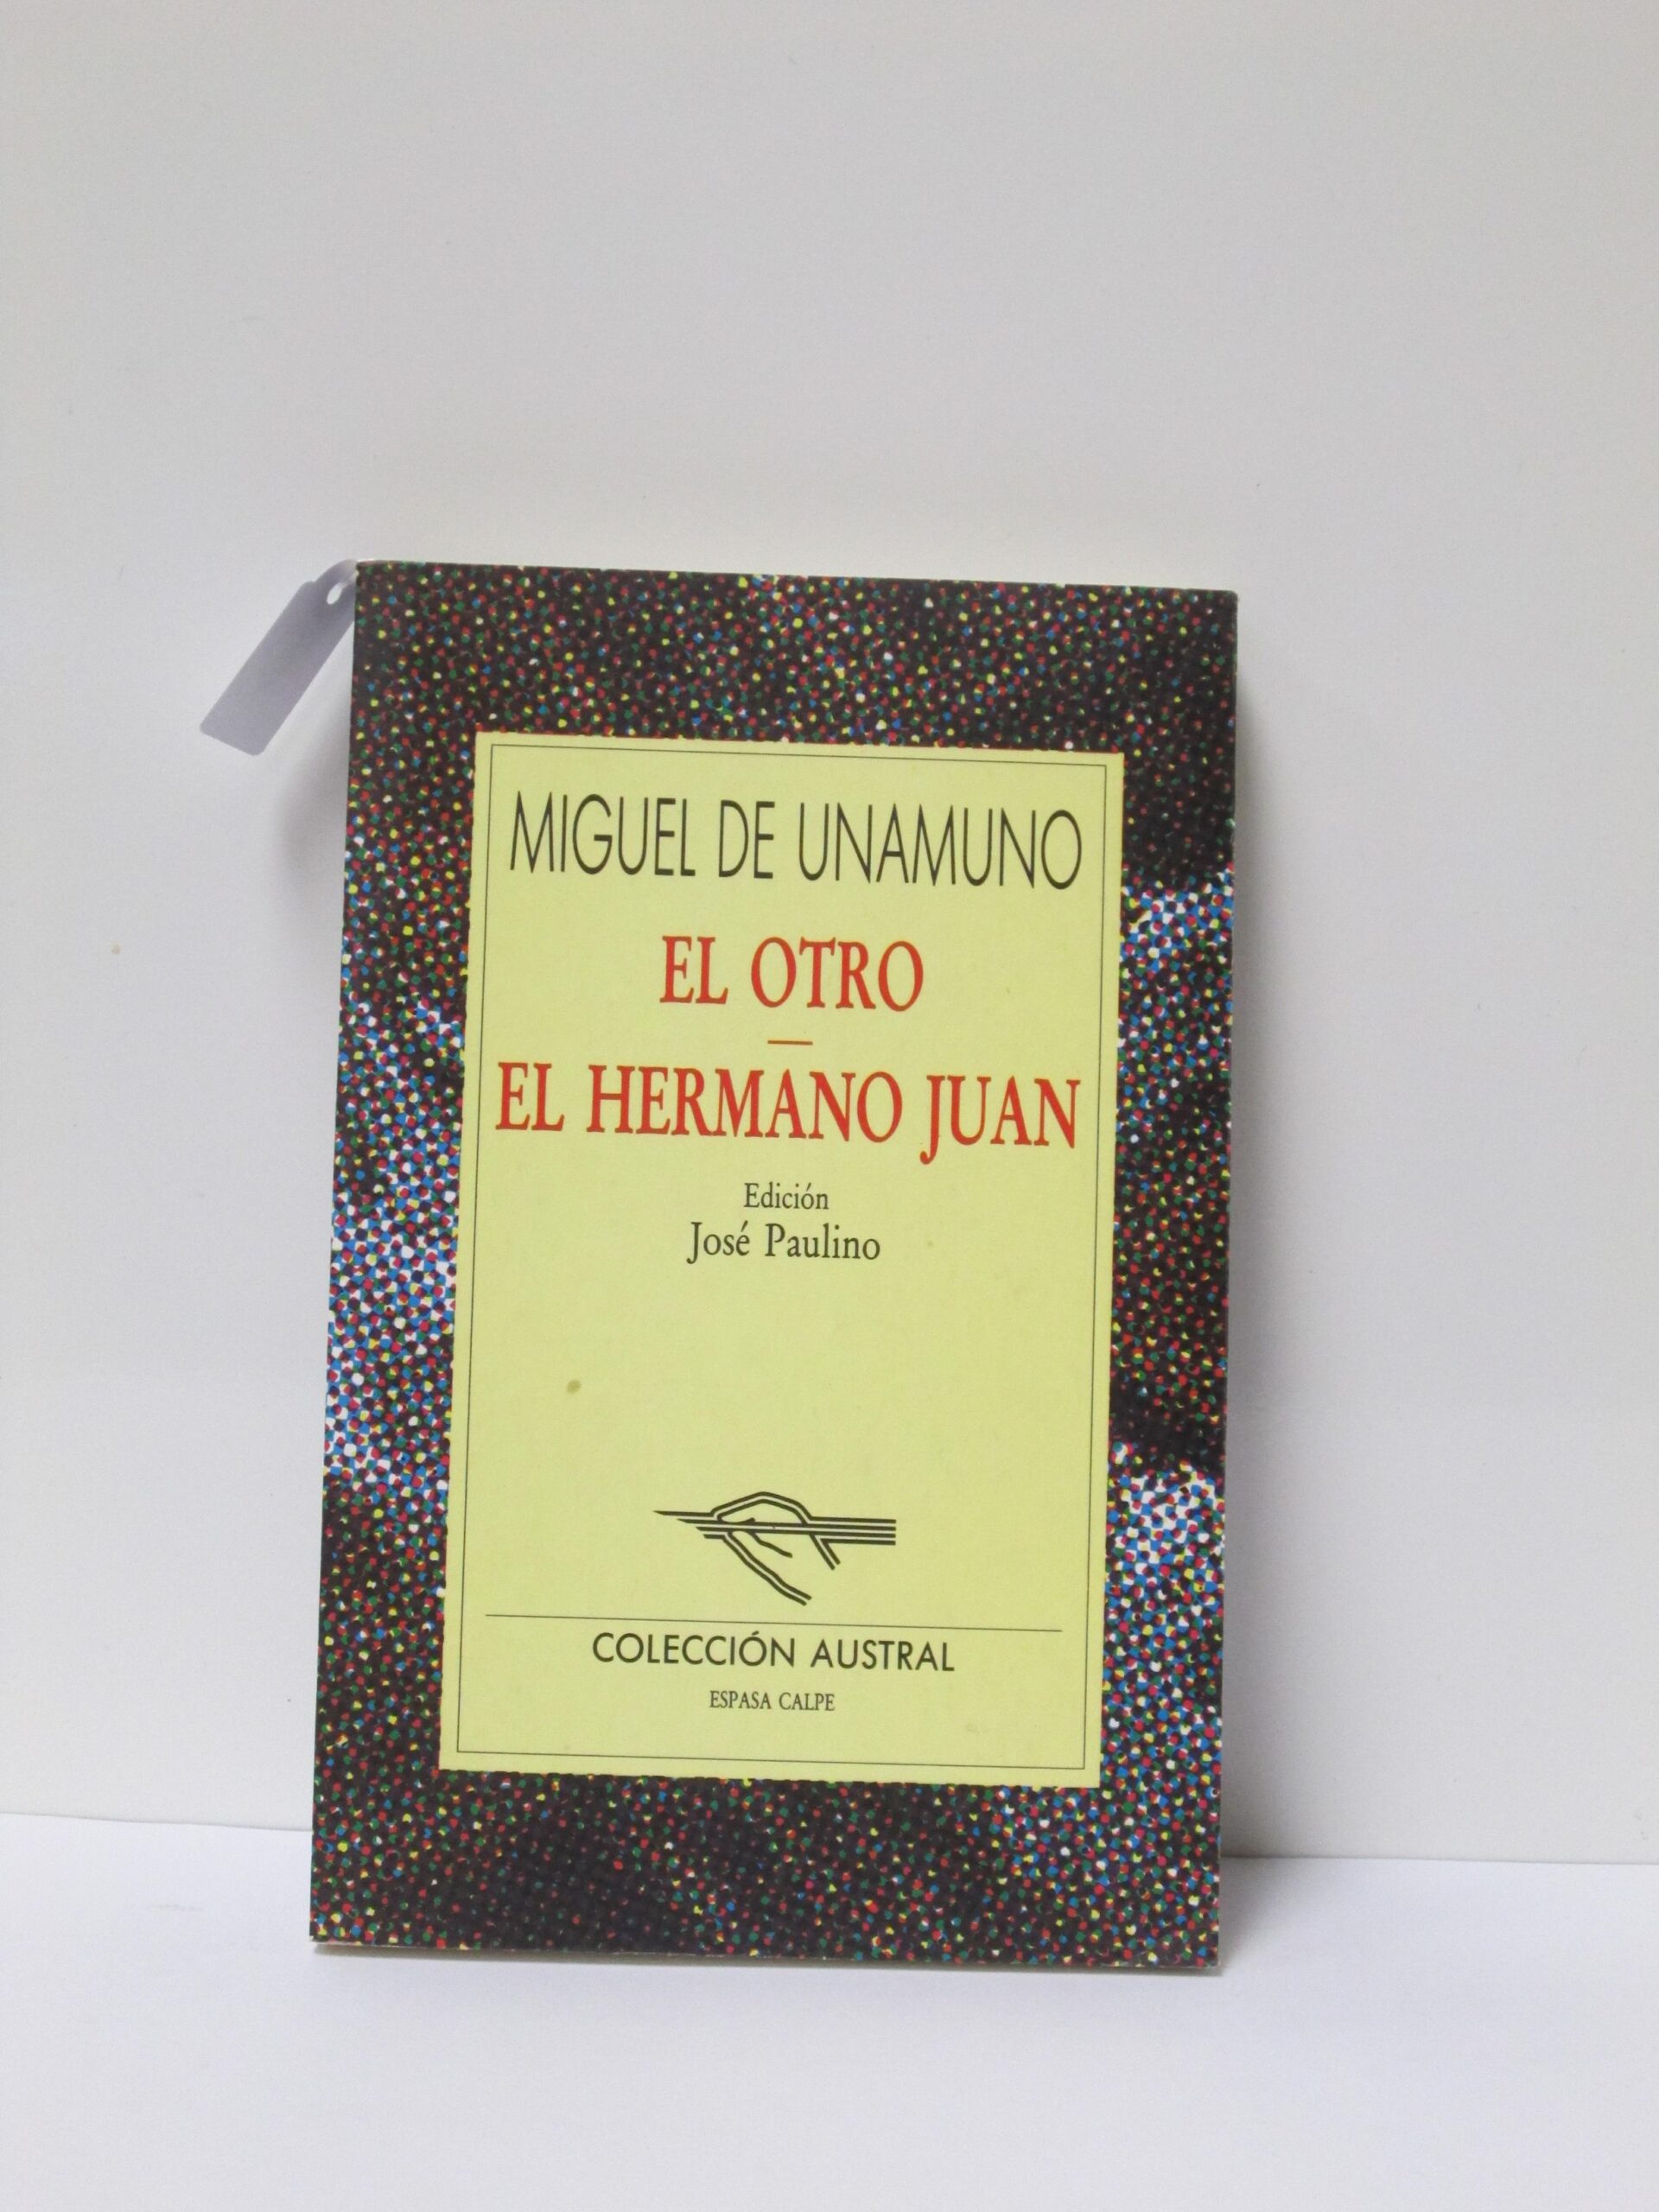 MIGUEL DE UNAMUNO
EL OTRO
EL HERMANO JUAN
Edición
José Paulino
COLECCIÓN AUSTRAL
ESPASA CALPE